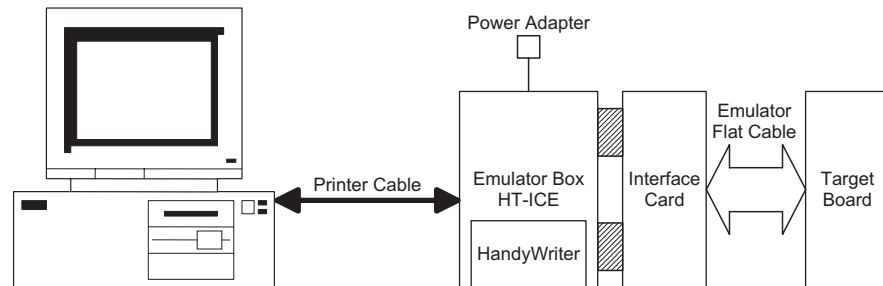 Power Adapter
Printer Cable
Emulator Box
HT-ICE
HandyWriter
Interface
Card
Emulator
Flat Cable
Target
Board